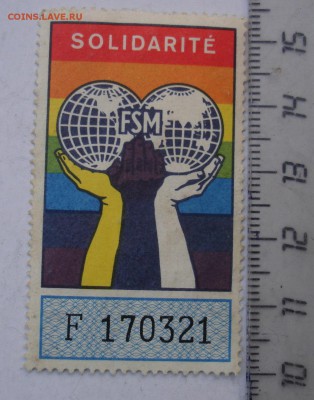 COINS.LAVE.RU
SOLIDARITÉ
FSM
F 170321
15
14
13
12
11
10